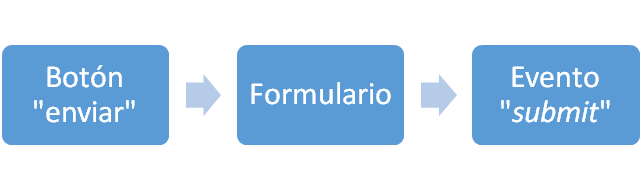 Botón
"enviar"
Formulario
Evento
"submit"